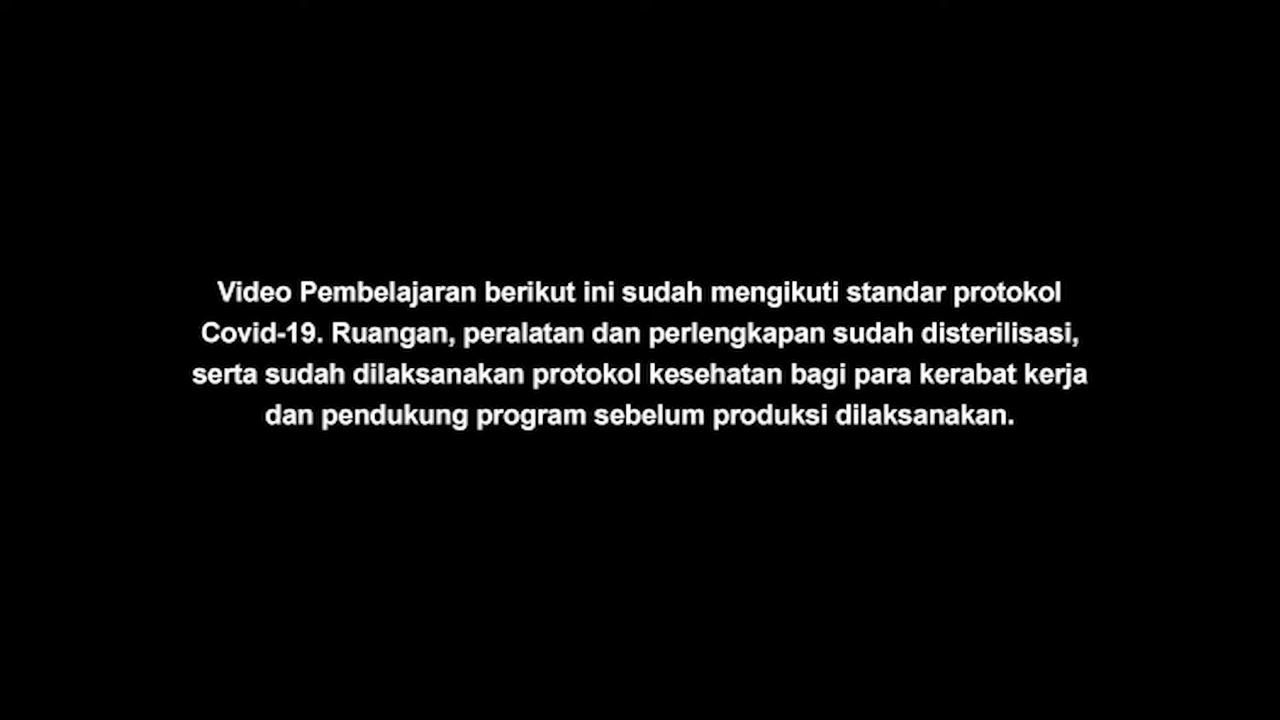 Video Pembelajaran berikut ini sudah mengikuti standar protokol
Covid-19. Ruangan, peralatan dan perlengkapan sudah disterilisasi,
serta sudah dilaksanakan protokol kesehatan bagi para kerabat kerja
dan pendukung program sebelum produksi dilaksanakan.